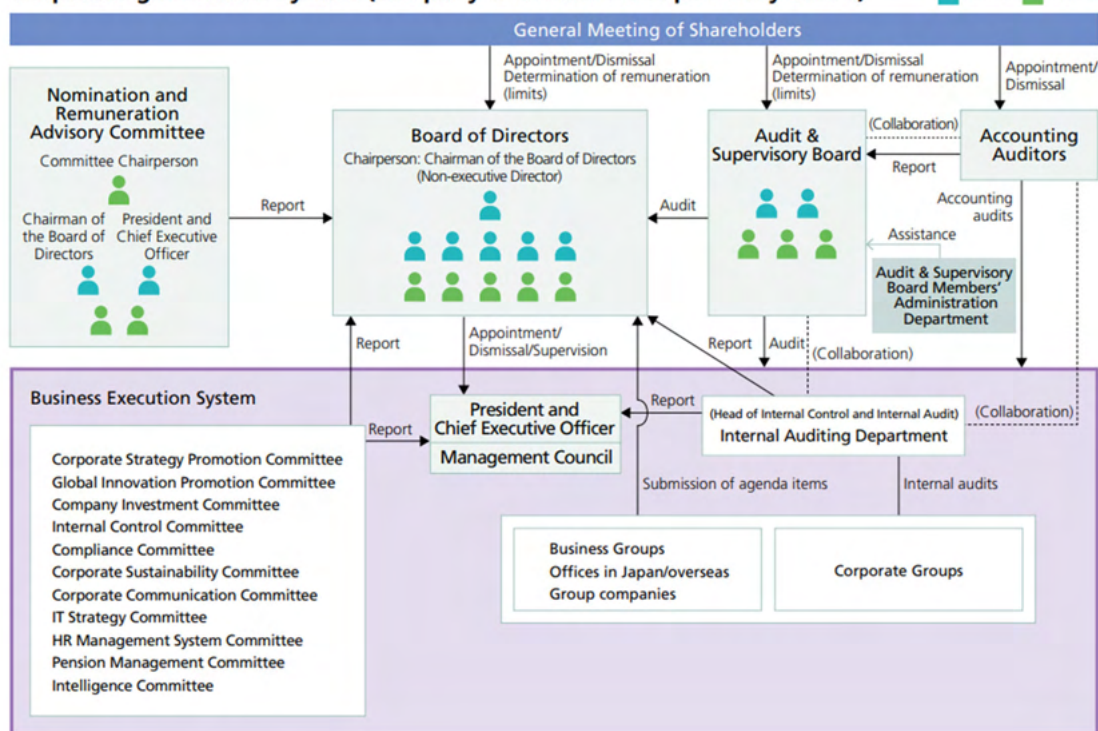 General Meeting of Shareholders
Appointment/Dismissal
Determination of remuneration
(limits)
Appointment/Dismissal
Determination of remuneration
(limits)
Appointment/
Dismissal
Nomination and
Remuneration
Advisory Committee
Committee Chairperson
Chairman of
the Board of
Directors
President and
Chief Executive
Officer
Report
Board of Directors
Chairperson: Chairman of the Board of Directors
(Non-executive Director)
Audit
Audit &
Supervisory Board
(Collaboration)
Report
Accounting
Auditors
Accounting
audits
Assistance
Audit & Supervisory
Board Members'
Administration
Department
Report
Appointment/
Dismissal/Supervision
Report
Audit
(Collaboration)
Business Execution System
Report
President and
Chief Executive Officer
Management Council
Report
(Head of Internal Control and Internal Audit)
Internal Auditing Department
(Collaboration)
Corporate Strategy Promotion Committee
Global Innovation Promotion Committee
Company Investment Committee
Internal Control Committee
Compliance Committee
Corporate Sustainability Committee
Corporate Communication Committee
IT Strategy Committee
HR Management System Committee
Pension Management Committee
Intelligence Committee
Submission of agenda items
Internal audits
Business Groups
Offices in Japan/overseas
Group companies
Corporate Groups